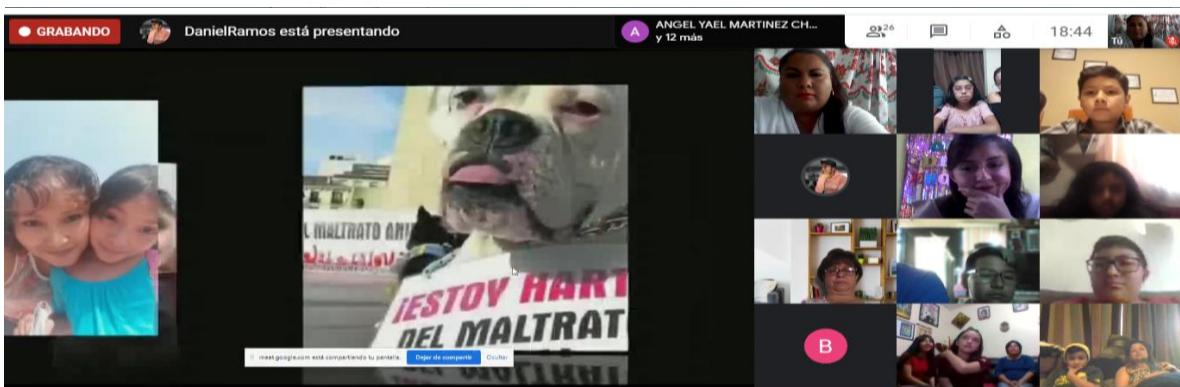 GRABANDO
DanielRamos está presentando
A
ANGEL YAEL MARTINEZ CH...
y 12 más
26
18:44
Tú
L MALTRATO ANI
¡ESTOY HART
DEL MALTRAT
meet.google.com está compartiendo tu pantalla.
Dejar de compartir
Ocultar
B